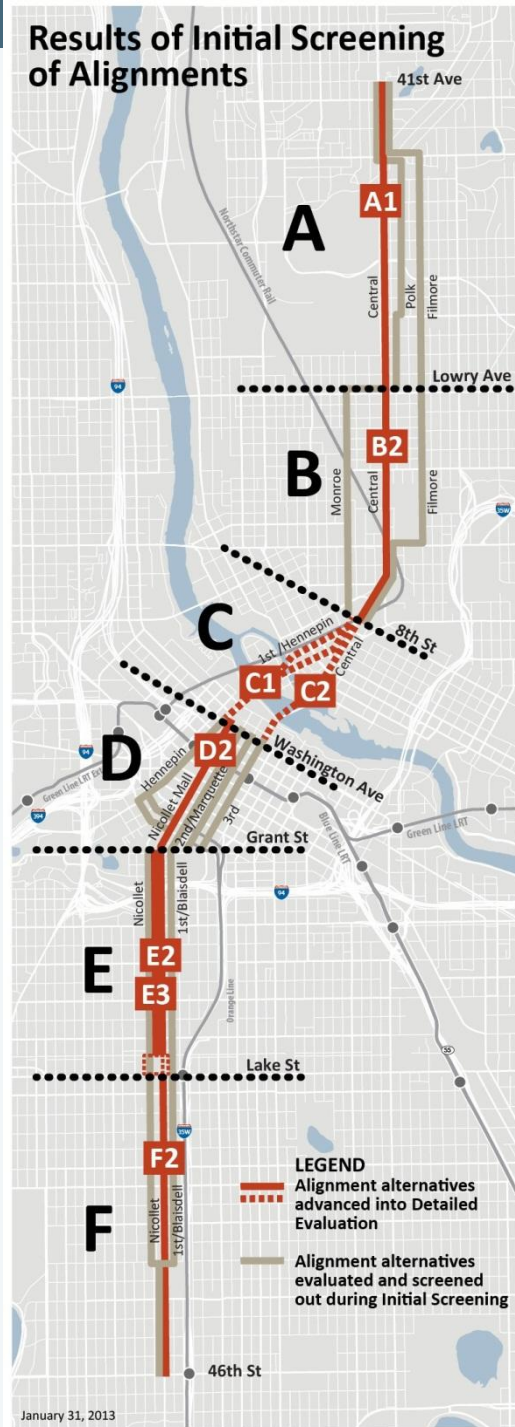 Results of Initial Screening
of Alignments
41st Ave
A1
A
Northstar Commuter Rail
Central
Polk
Filmore
Lowry Ave
94
B2
B
Monroe
Central
Filmore
35W
8th St
C
1st/Hennepin
Central
C1
C2
Washington Ave
D2
D
94
Hennepin
Nicollet Mall
2nd/Marquette
3rd
Green Line LRT
394
Grant St
Green Line LRT
Blue Line LRT
Nicollet
1st/Blaisdell
94
E2
E
E3
Orange Line
55
Lake St
35W
F2
F
Nicollet
1st/Blaisdell
LEGEND
Alignment alternatives
advanced into Detailed
Evaluation
Alignment alternatives
evaluated and screened
out during Initial Screening
46th St
January 31, 2013